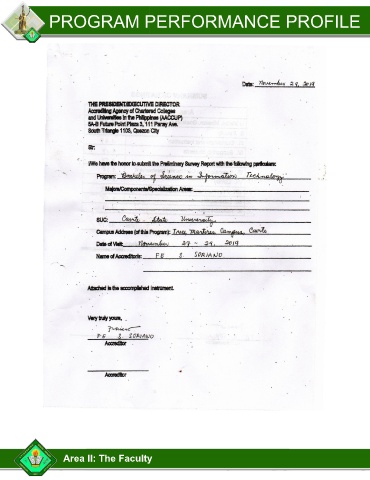 PROGRAM PERFORMANCE PROFILE
Date: November 29, 2019
THE PRESIDENT/EXECUTIVE DIRECTOR
Accrediting Agency of Chartered Colleges
and Universities in the Philippines (AACCUP)
5A-B Future Point Plaza 3, 111 Panay Ave.
South Triangle 1103, Quezon City
Sir:
I/We have the honor to submit the Preliminary Survey Report with the following particulars:
Program: Bachelor of Science in Information Technology
Majors/Components/Specialization Areas:
SUC: Cavite State University
Campus Address (of this Program): Trece Martires Campus Cavite
Date of Visit: November 27 - 29, 2019
Name of Accreditor/s: FE S. SORIANO
Attached is the accomplished instrument.
Very truly yours,
FE S. SORIANO
Accreditor
Accreditor
Area II: The Faculty